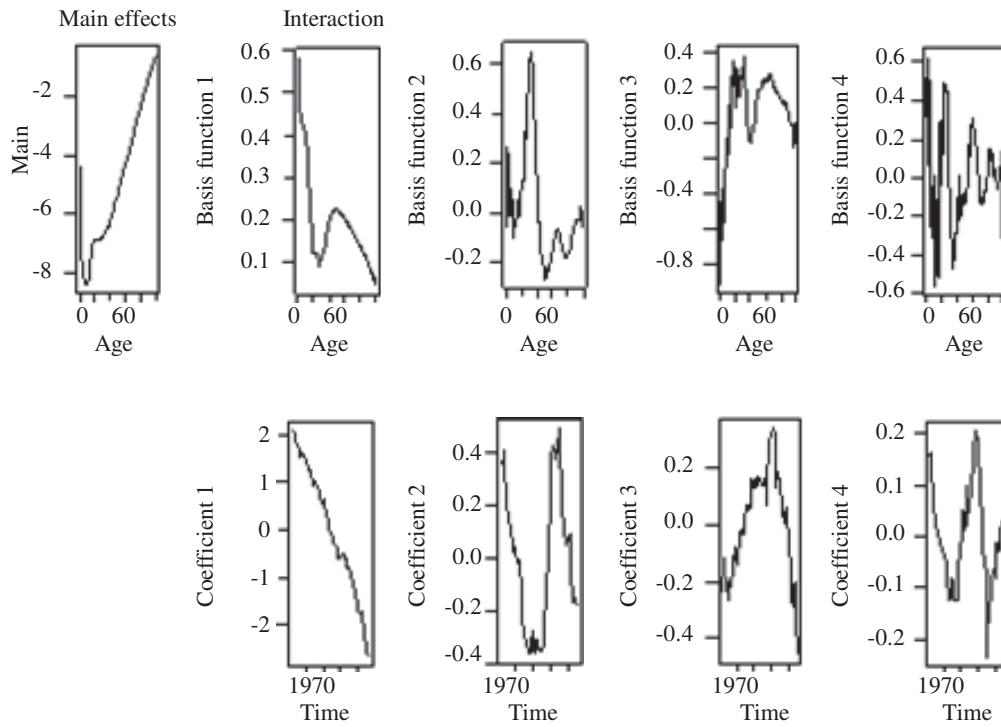 Main effects
Interaction
Main
-2
-4
-6
-8
0 60
Age
Basis function 1
0.6
0.5
0.4
0.3
0.2
0.1
0 60
Age
Basis function 2
0.6
0.4
0.2
0.0
-0.2
0 60
Age
Basis function 3
0.4
0.2
0.0
-0.4
-0.8
0 60
Age
Basis function 4
0.6
0.4
0.2
0.0
-0.2
-0.4
-0.6
0 60
Age
Coefficient 1
2
1
0
-1
-2
1970
Time
Coefficient 2
0.4
0.2
0.0
-0.2
-0.4
1970
Time
Coefficient 3
0.2
0.0
-0.2
-0.4
1970
Time
Coefficient 4
0.2
0.1
0.0
-0.1
-0.2
1970
Time